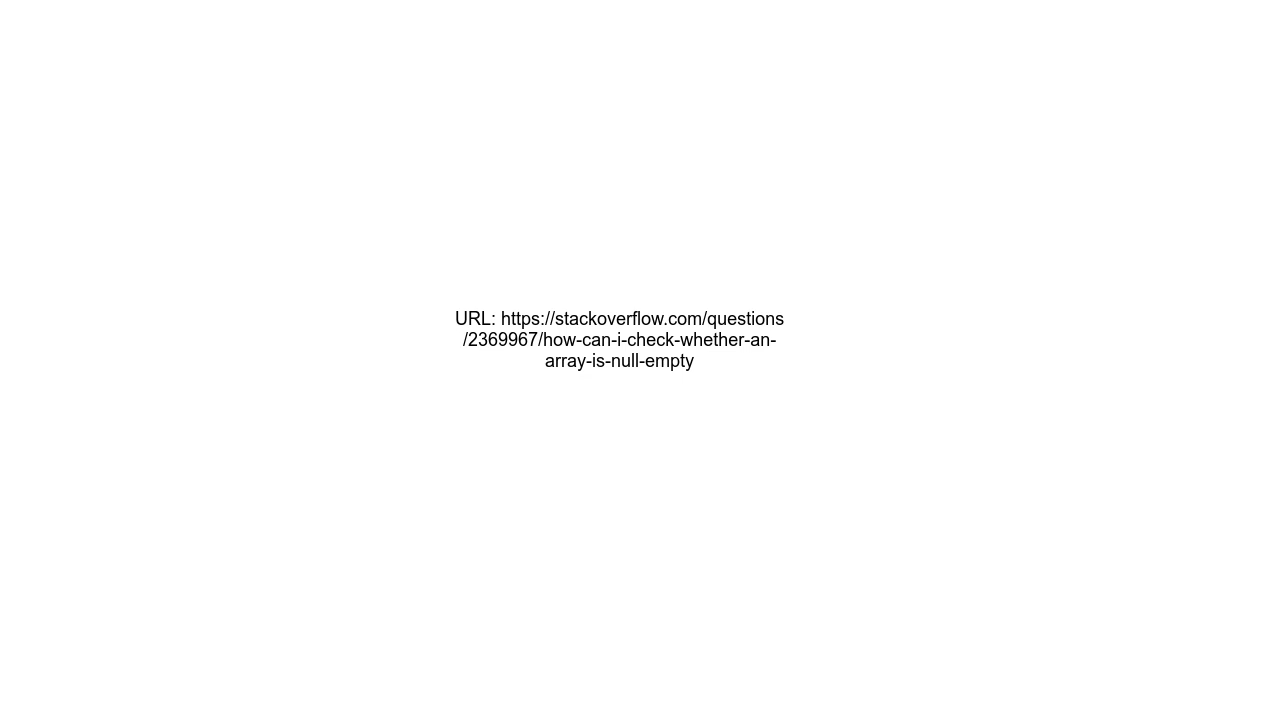 URL: https://stackoverflow.com/questions
/2369967/how-can-i-check-whether-an-
array-is-null-empty